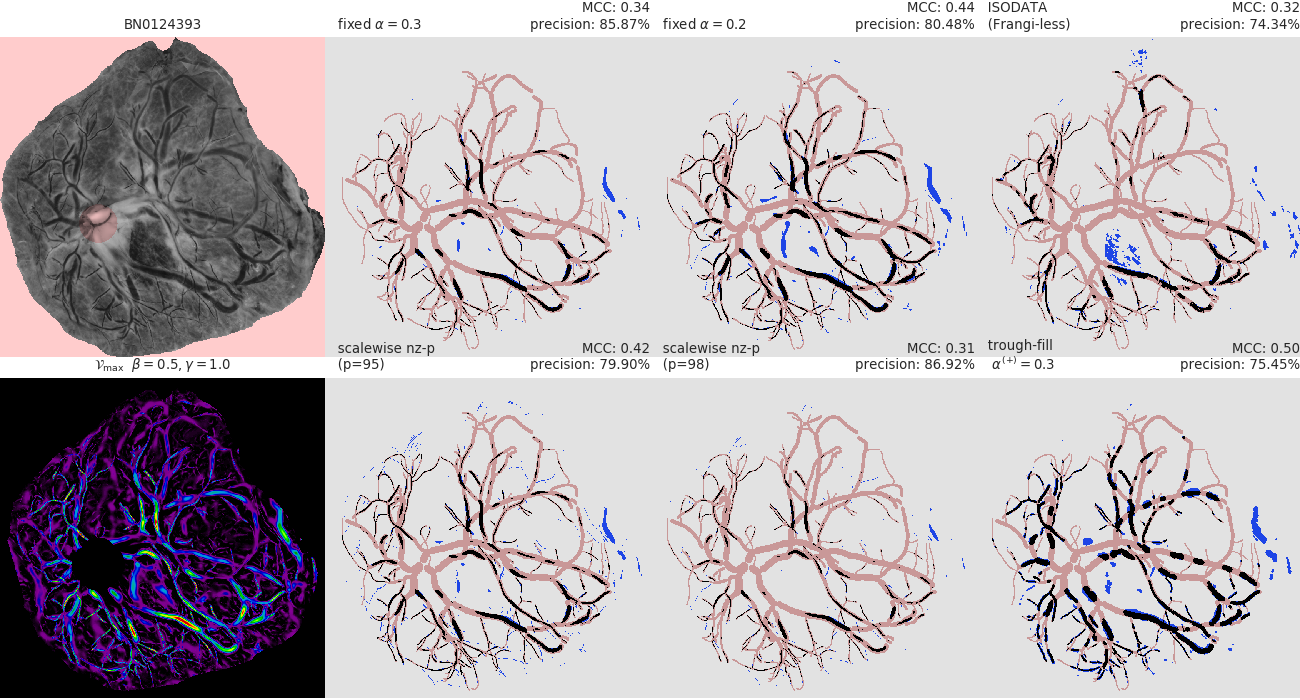 BN0124393
fixed α = 0.3
MCC: 0.34
precision: 85.87%
fixed α = 0.2
MCC: 0.44
precision: 80.48%
ISODATA
(Frangi-less)
MCC: 0.32
precision: 74.34%
𝒱max β = 0.5, γ = 1.0
scalewise nz-p
(p=95)
MCC: 0.42
precision: 79.90%
scalewise nz-p
(p=98)
MCC: 0.31
precision: 86.92%
trough-fill
α(+) = 0.3
MCC: 0.50
precision: 75.45%